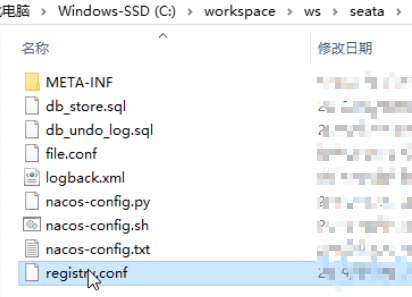 电脑 › Windows-SSD (C:) › workspace › ws › seata ›
名称 修改日期
META-INF
db_store.sql
db_undo_log.sql
file.conf
logback.xml
nacos-config.py
nacos-config.sh
nacos-config.txt
registry.conf